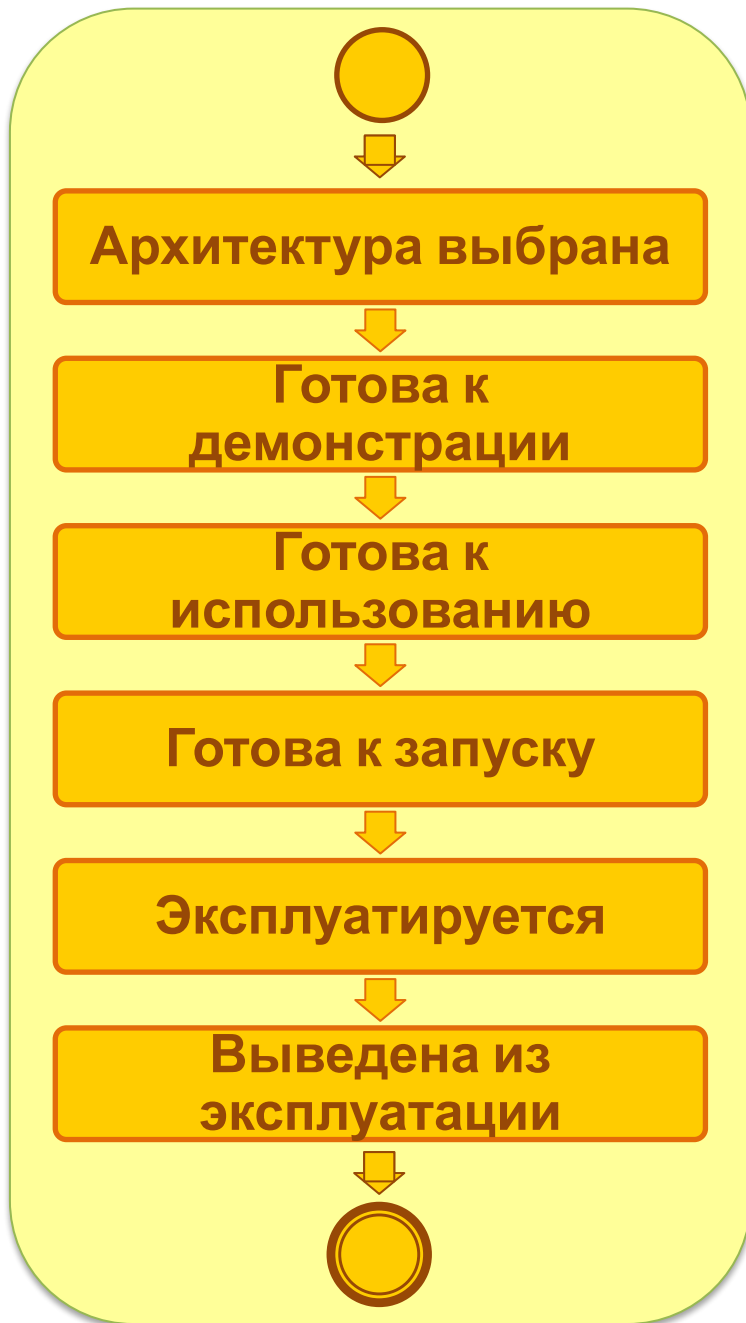 Архитектура выбрана
Готова к
демонстрации
Готова к
использованию
Готова к запуску
Эксплуатируется
Выведена из
эксплуатации